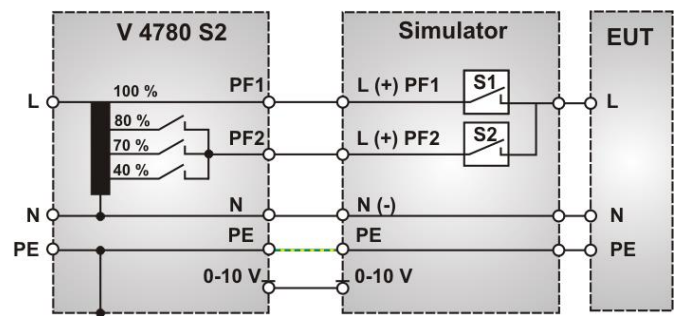 V 4780 S2 Simulator EUT
L 100 % PF1 L (+) PF1 S1 L
80 % PF2 L (+) PF2 S2
70 %
40 %
N N N (-) N
PE PE PE PE
0-10 V 0-10 V